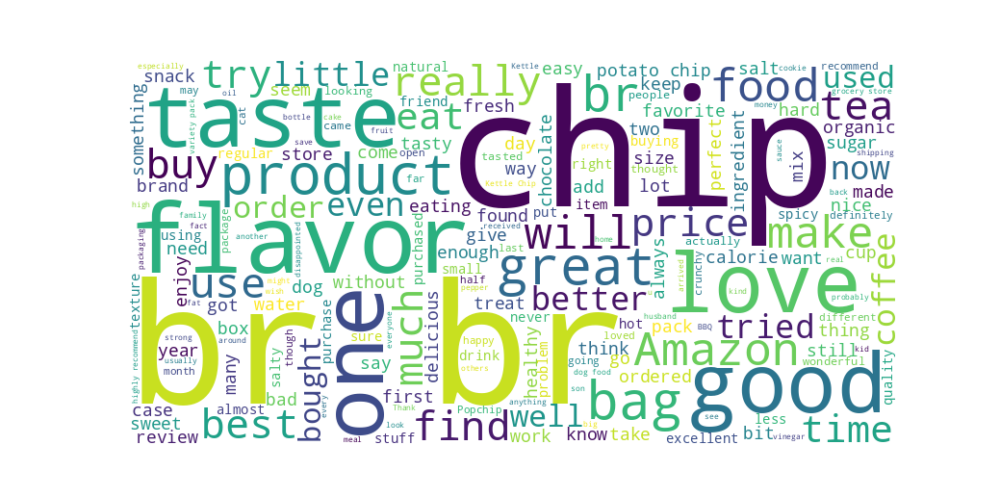 especially
snack
try
little
natural
Kettle
easy
potato chip
salt
cookie
recommend
may
oil
seem
looking
really
br
people
keep
food
used
grocery store
something
taste
variety pack
cat
bottle
cake
friend
fresh
chip
money
tea
save
came
fruit
eat
favorite
hard
organic
buy
regular
store
come
tasty
day
two
buying
perfect
ingredient
sauce
mix
sugar
open
tasted
way
chocolate
pretty
right
thought
size
shipping
brand
product
far
Kettle Chip
add
lot
back
now
item
nice
made
high
family
order
even
eating
found
put
will
price
spicy
definitely
fact
package
purchased
received
flavor
give
make
packaging
using
another
disappointed
enough
last
home
always
actually
need
great
calorie
want
real
cup
coffee
enjoy
use
eight
wish
dog
without
small
half
arrived
crunchy
love
kind
probably
texture
fat
got
water
much
pepper
treat
better
br
one
everyone
delicious
br
never
hot
pack
husband
BBQ
tried
different
strong
around
box
purchase
sure
happy
loved
thing
year
though
say
drink
healthy
problem
think
go
Amazon
still
kid
usually
many
salty
others
going
wonderful
month
bad
first
dog food
ordered
good
quality
highly recommend
bought
every
son
bag
case
almost
Thank
Popchip
anything
see
less
sweet
best
look
find
well
big
time
review
meal
stuff
work
know
take
excellent
bit
vinegar